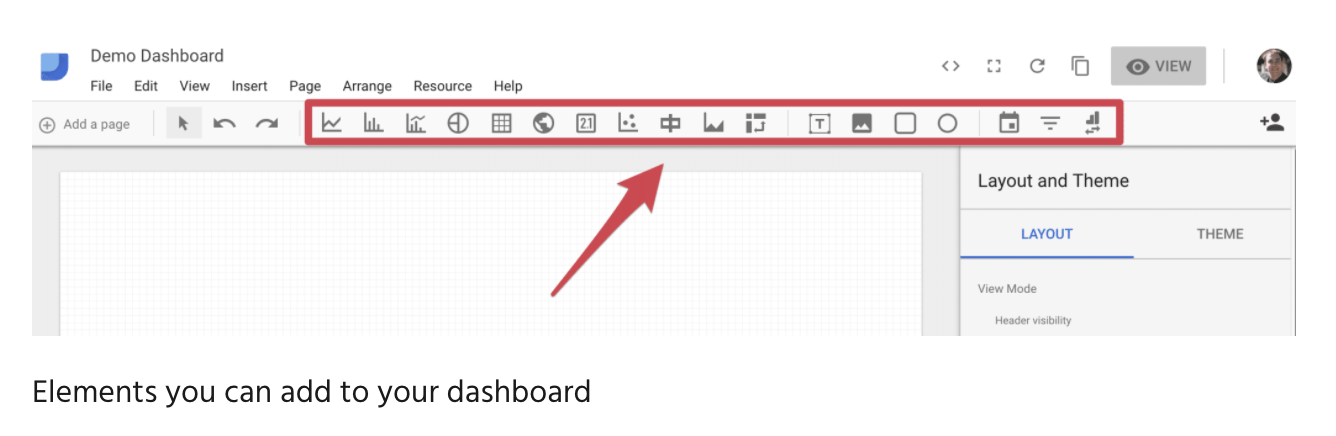 Demo Dashboard
File Edit View Insert Page Arrange Resource Help
VIEW
Add a page
21
T
Layout and Theme
LAYOUT THEME
View Mode
Header visibility
Elements you can add to your dashboard